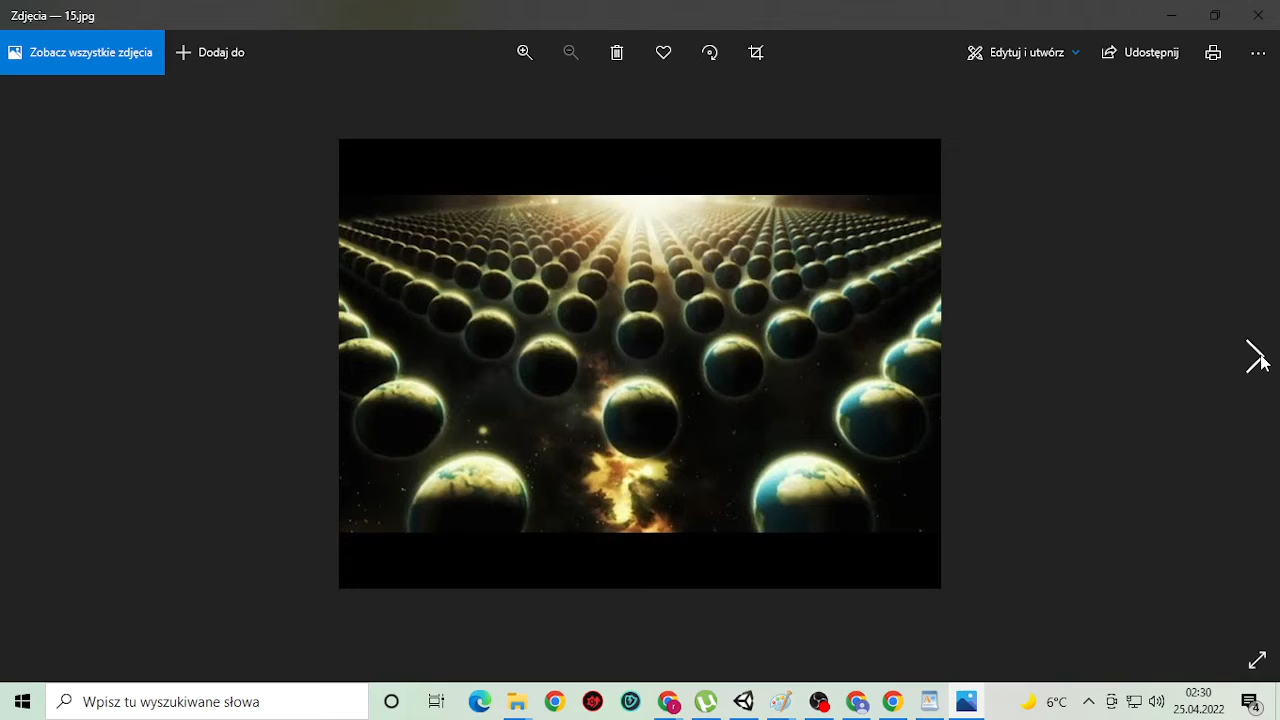 Zdjęcia — 15.jpg
Zobacz wszystkie zdjęcia
Dodaj do
Edytuj i utwórz
Udostępnij
Wpisz tu wyszukiwane słowa
6°C
02:30
25.04.2022
4